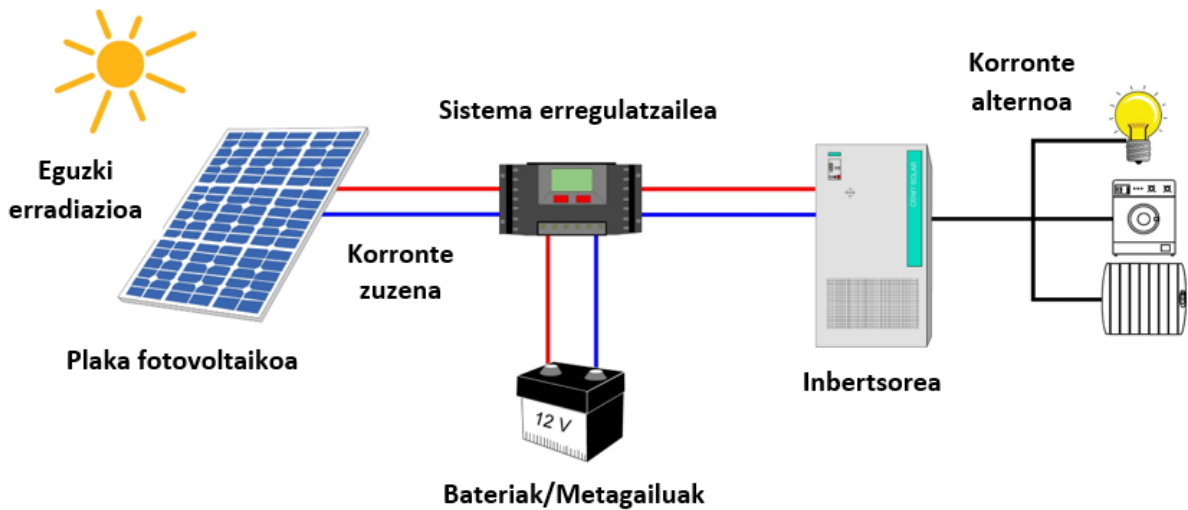 Korronte
alternoa
Sistema erregulatzailea
Eguzki
erradiazioa
Korronte
zuzena
Plaka fotovoltaikoa
Inbertsorea
12 V
Bateriak/Metagailuak